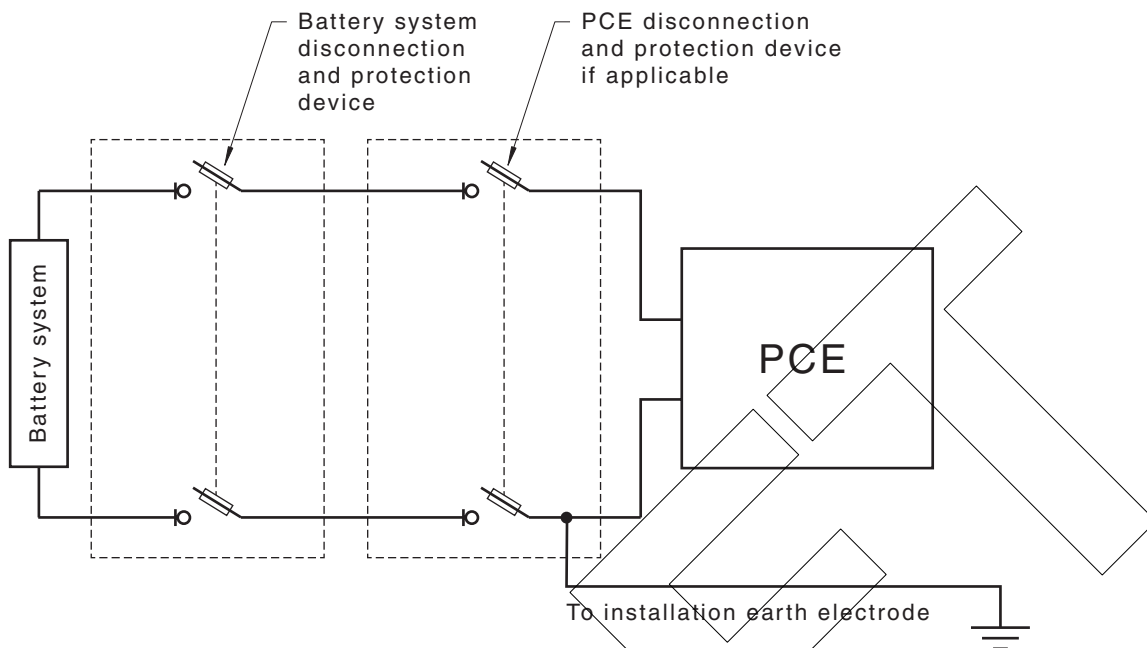 Battery system
disconnection
and protection
device
PCE disconnection
and protection device
if applicable
Battery system
PCE
To installation earth electrode